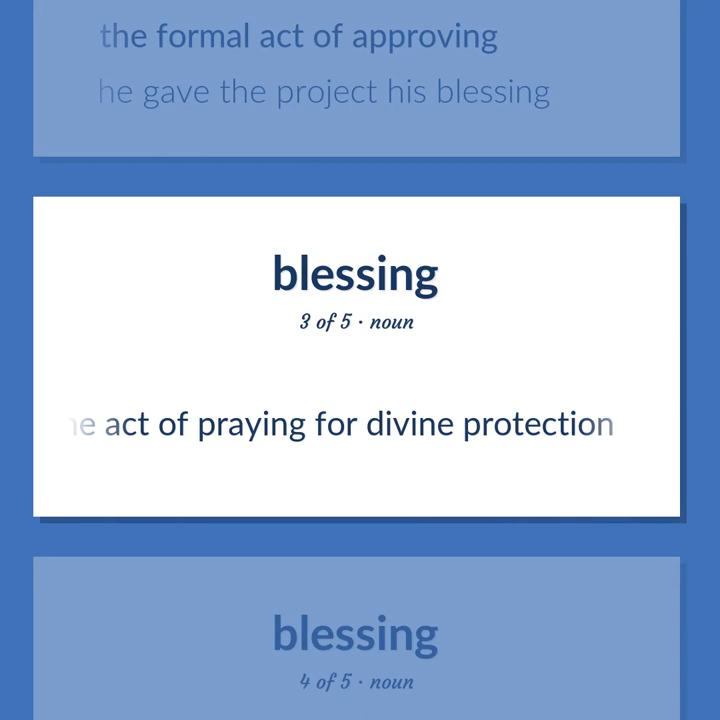 the formal act of approving
he gave the project his blessing
blessing
3 of 5 · noun
he act of praying for divine protection
blessing
4 of 5 · noun